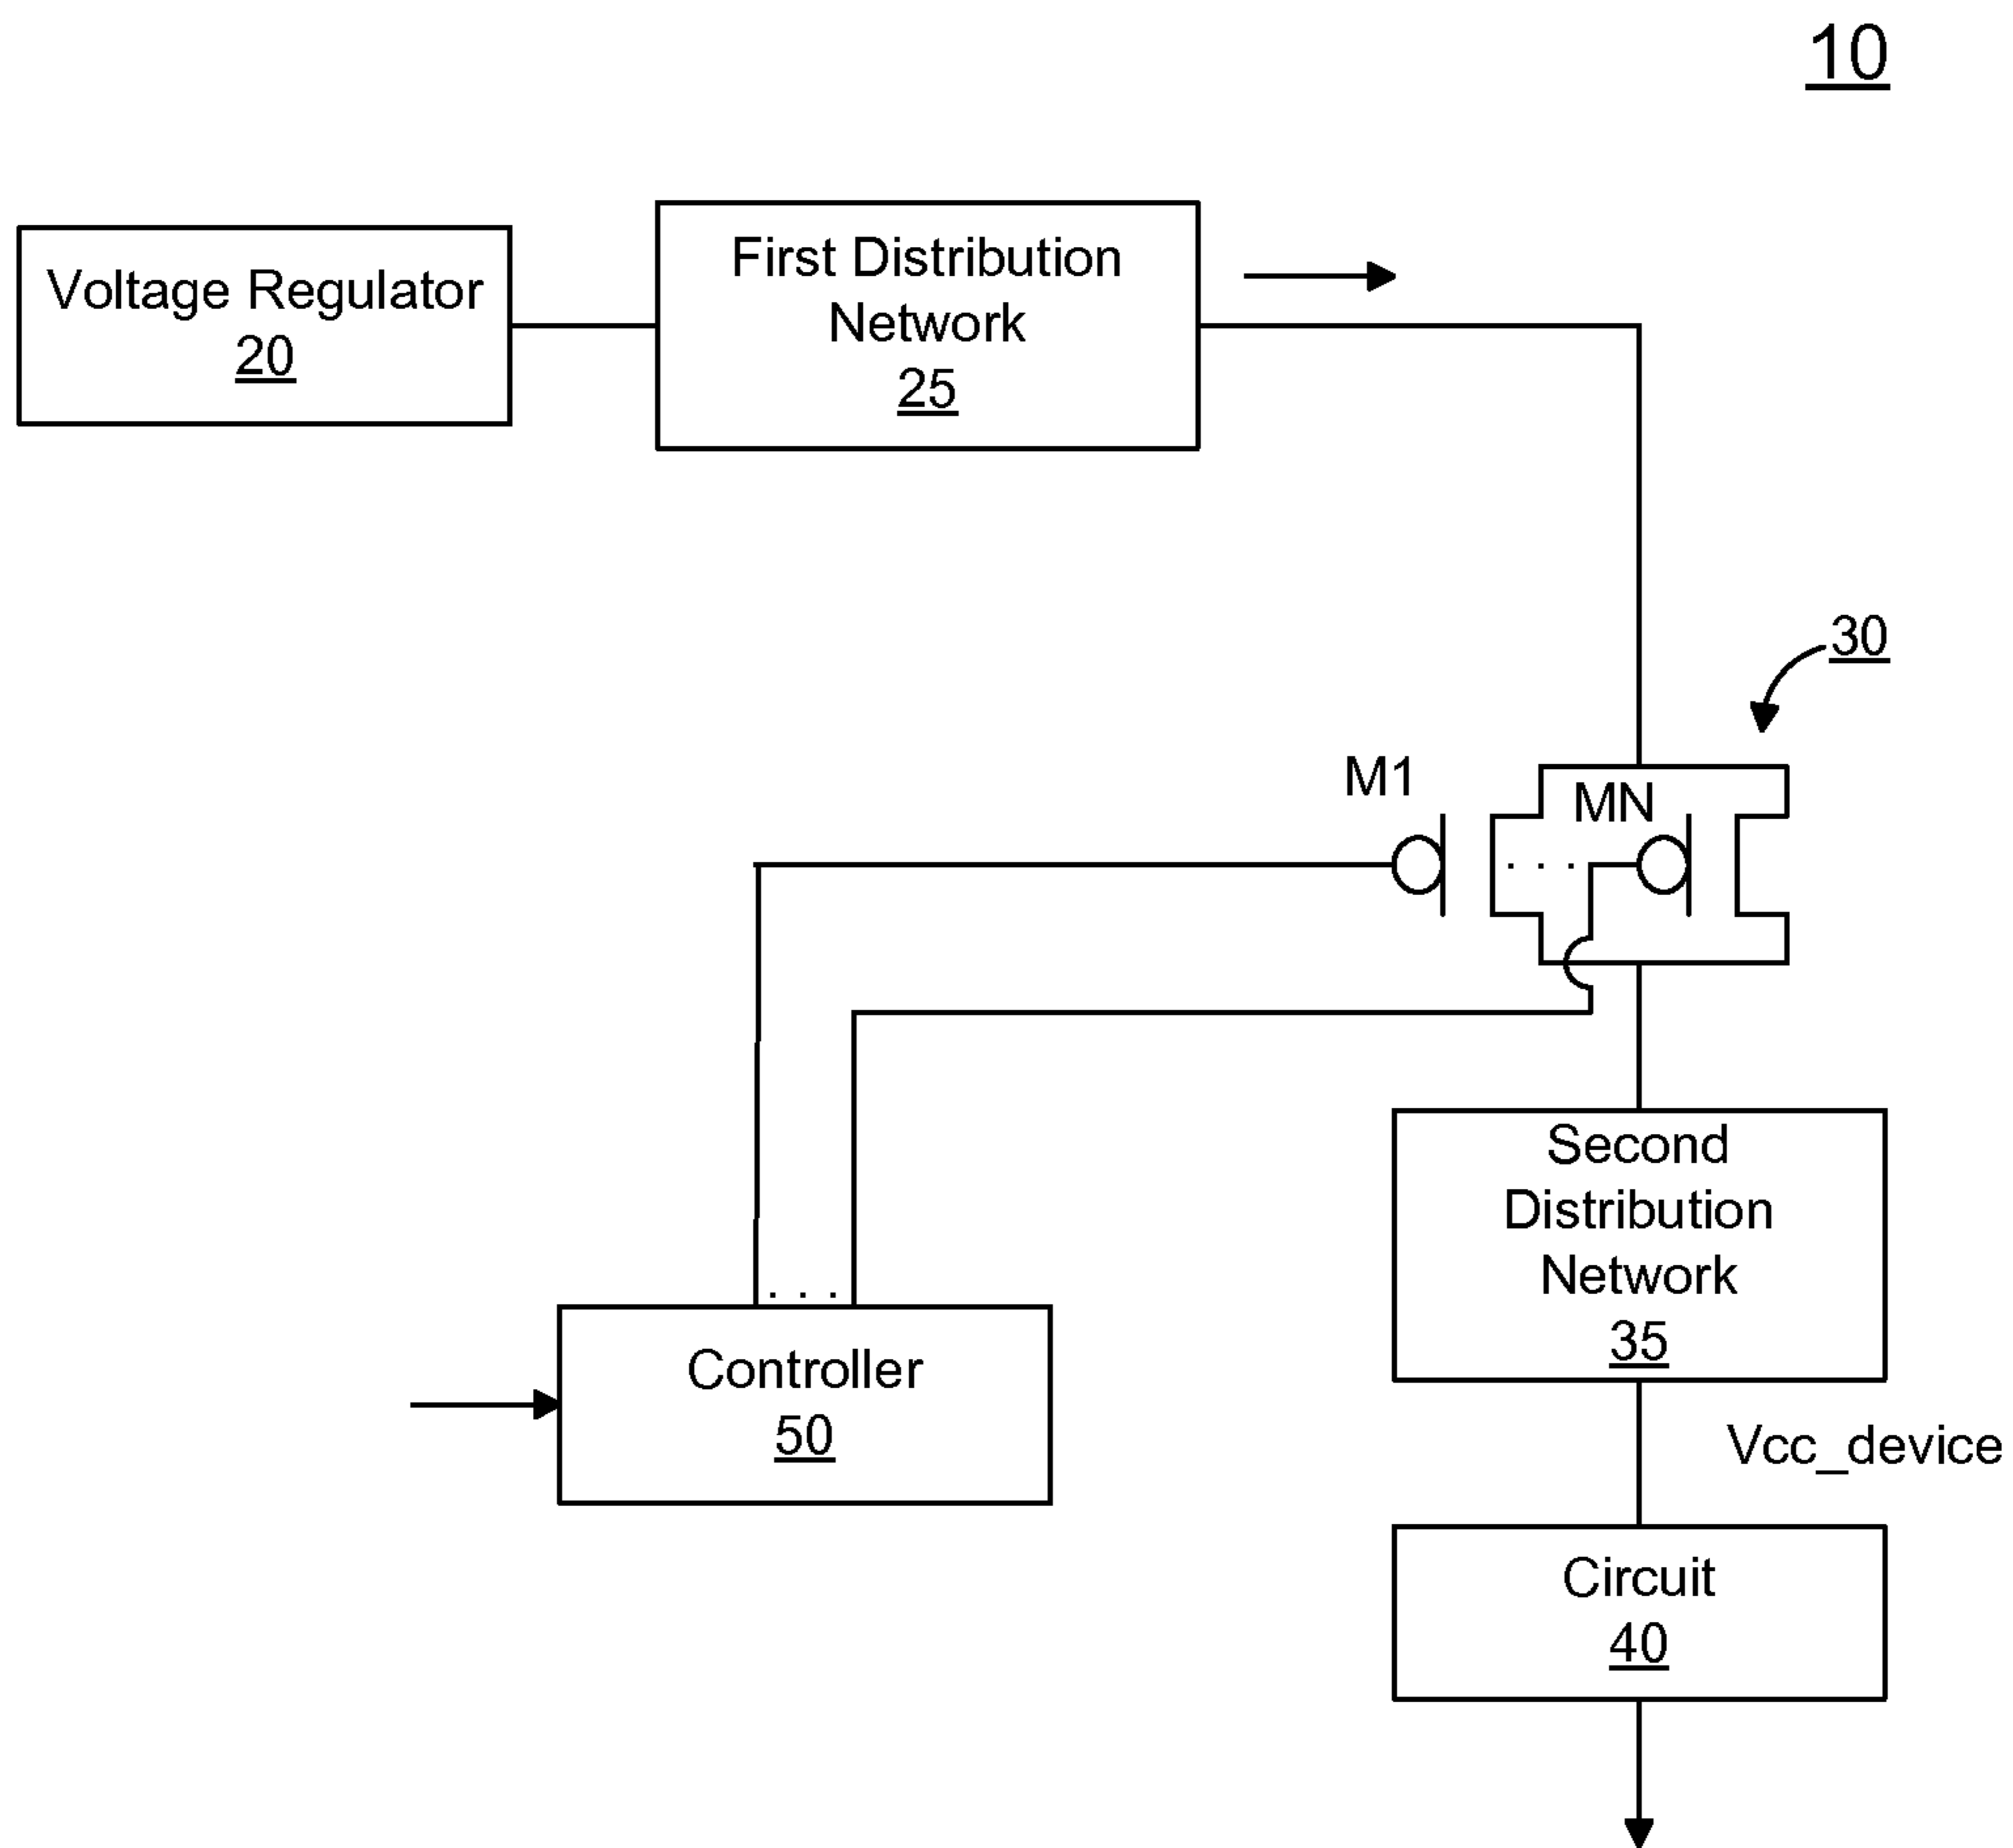 10
Voltage Regulator
20
First Distribution
Network
25
30
M1
MN
. . .
Second
Distribution
Network
35
. . .
Controller
50
Vcc_device
Circuit
40